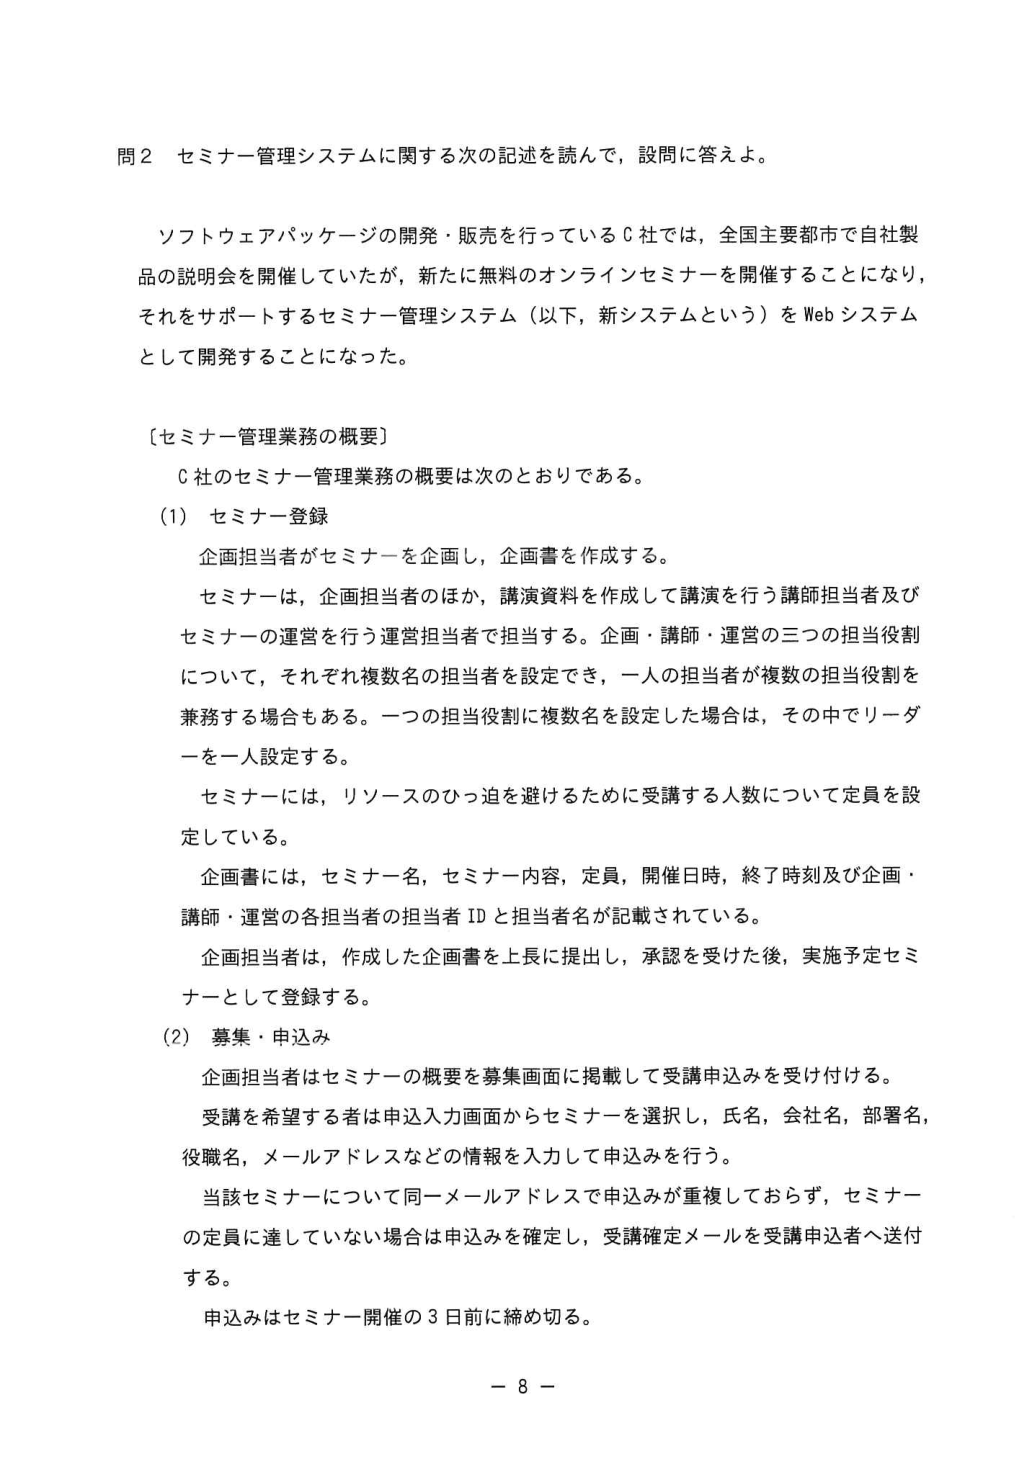 問２　セミナー管理システムに関する次の記述を読んで，設問に答えよ。
ソフトウェアパッケージの開発・販売を行っているＣ社では，全国主要都市で自社製
品の説明会を開催していたが，新たに無料のオンラインセミナーを開催することになり，
それをサポートするセミナー管理システム（以下，新システムという）を Web システム
として開発することになった。
〔セミナー管理業務の概要〕
Ｃ社のセミナー管理業務の概要は次のとおりである。
(1)　セミナー登録
企画担当者がセミナーを企画し，企画書を作成する。
セミナーは，企画担当者のほか，講演資料を作成して講演を行う講師担当者及び
セミナーの運営を行う運営担当者で担当する。企画・講師・運営の三つの担当役割
について，それぞれ複数名の担当者を設定でき，一人の担当者が複数の担当役割を
兼務する場合もある。一つの担当役割に複数名を設定した場合は，その中でリーダ
ーを一人設定する。
セミナーには，リソースのひっ迫を避けるために受講する人数について定員を設
定している。
企画書には，セミナー名，セミナー内容，定員，開催日時，終了時刻及び企画・
講師・運営の各担当者の担当者 ID と担当者名が記載されている。
企画担当者は，作成した企画書を上長に提出し，承認を受けた後，実施予定セミ
ナーとして登録する。
(2)　募集・申込み
企画担当者はセミナーの概要を募集画面に掲載して受講申込みを受け付ける。
受講を希望する者は申込入力画面からセミナーを選択し，氏名，会社名，部署名，
役職名，メールアドレスなどの情報を入力して申込みを行う。
当該セミナーについて同一メールアドレスで申込みが重複しておらず，セミナー
の定員に達していない場合は申込みを確定し，受講確定メールを受講申込者へ送付
する。
申込みはセミナー開催の 3 日前に締め切る。
－ 8 －